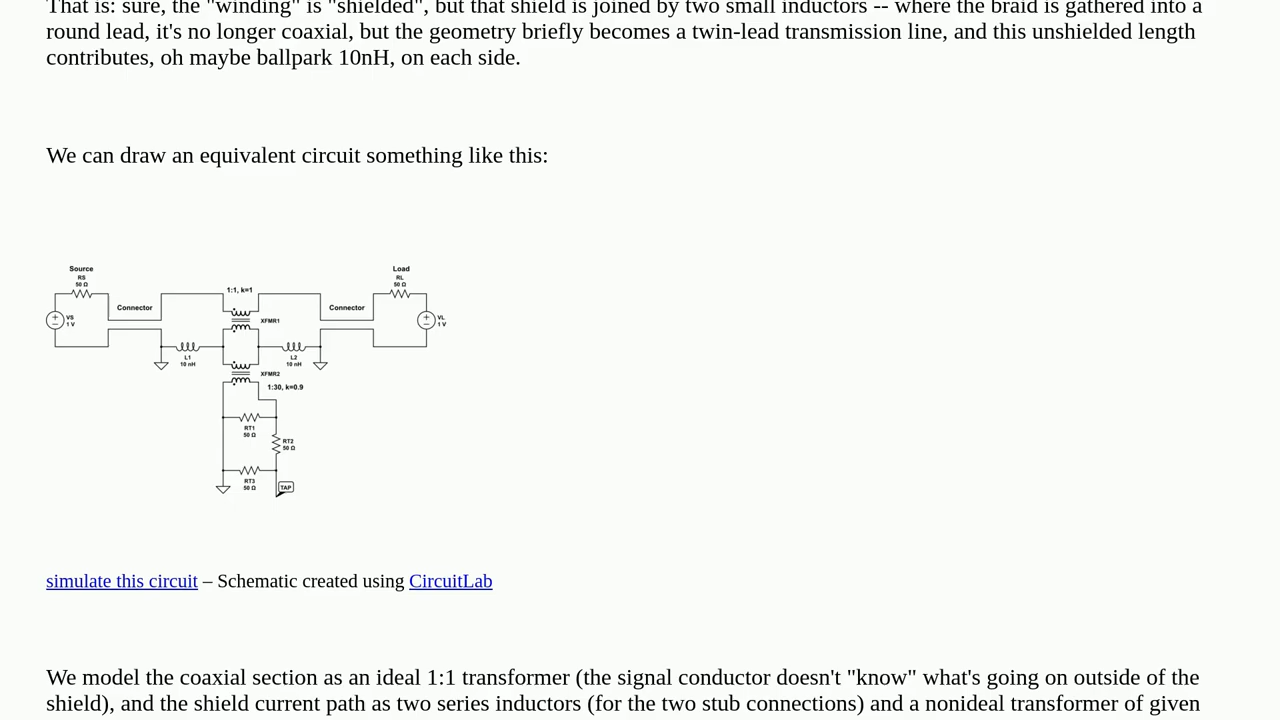 That is: sure, the "winding" is "shielded", but that shield is joined by two small inductors -- where the braid is gathered into a
round lead, it's no longer coaxial, but the geometry briefly becomes a twin-lead transmission line, and this unshielded length
contributes, oh maybe ballpark 10nH, on each side.
We can draw an equivalent circuit something like this:
Source
RS
50 Ω
Load
RL
50 Ω
1:1, k=1
Connector
Connector
VS
1 V
XFMR1
VL
1 V
L1
10 nH
L2
10 nH
XFMR2
1:30, k=0.9
RT1
50 Ω
RT2
50 Ω
RT3
50 Ω
TAP
simulate this circuit – Schematic created using CircuitLab
We model the coaxial section as an ideal 1:1 transformer (the signal conductor doesn't "know" what's going on outside of the
shield), and the shield current path as two series inductors (for the two stub connections) and a nonideal transformer of given